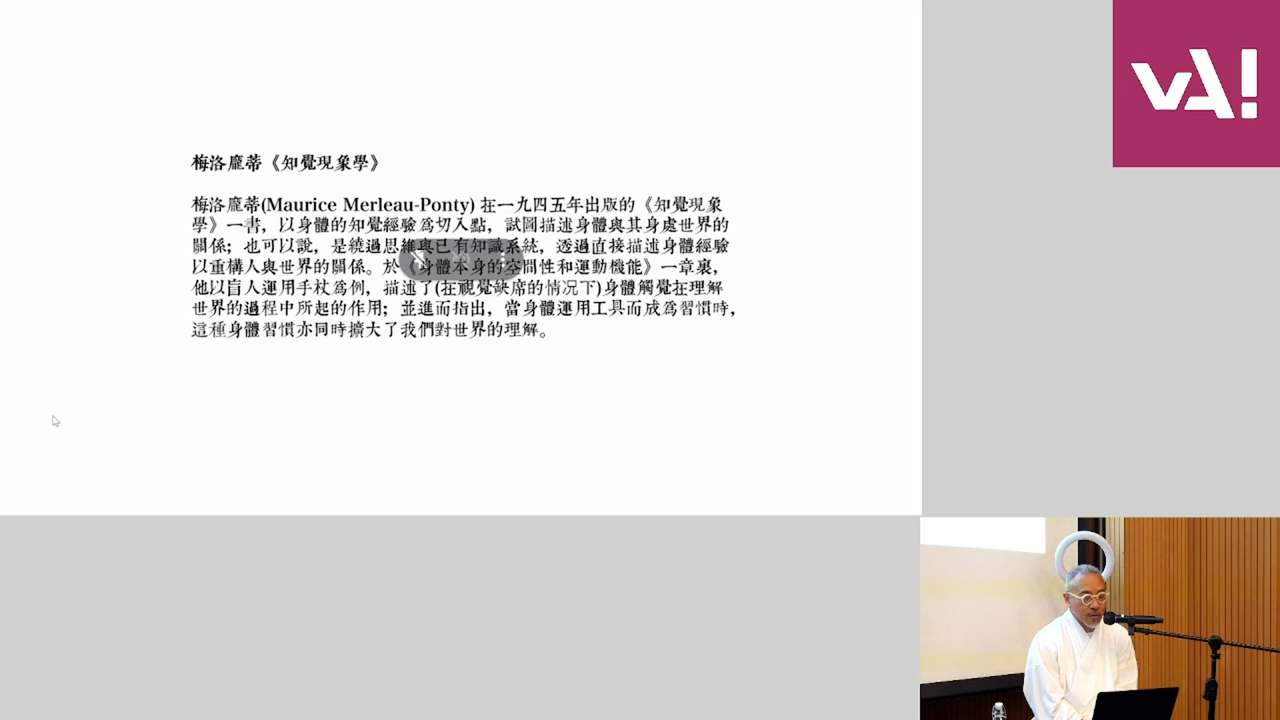 梅洛龐蒂《知覺現象學》
梅洛龐蒂(Maurice Merleau-Ponty) 在一九四五年出版的《知覺現象
學》一書，以身體的知覺經驗為切入點，試圖描述身體與其身處世界的
關係；也可以說，是繞過思維與已有知識系統，透過直接描述身體經驗
以重構人與世界的關係。於《身體本身的空間性和運動機能》一章裏，
他以盲人運用手杖為例，描述了(在視覺缺席的情况下)身體觸覺在理解
世界的過程中所起的作用；並進而指出，當身體運用工具而成為習慣時，
這種身體習慣亦同時擴大了我們對世界的理解。
vA!